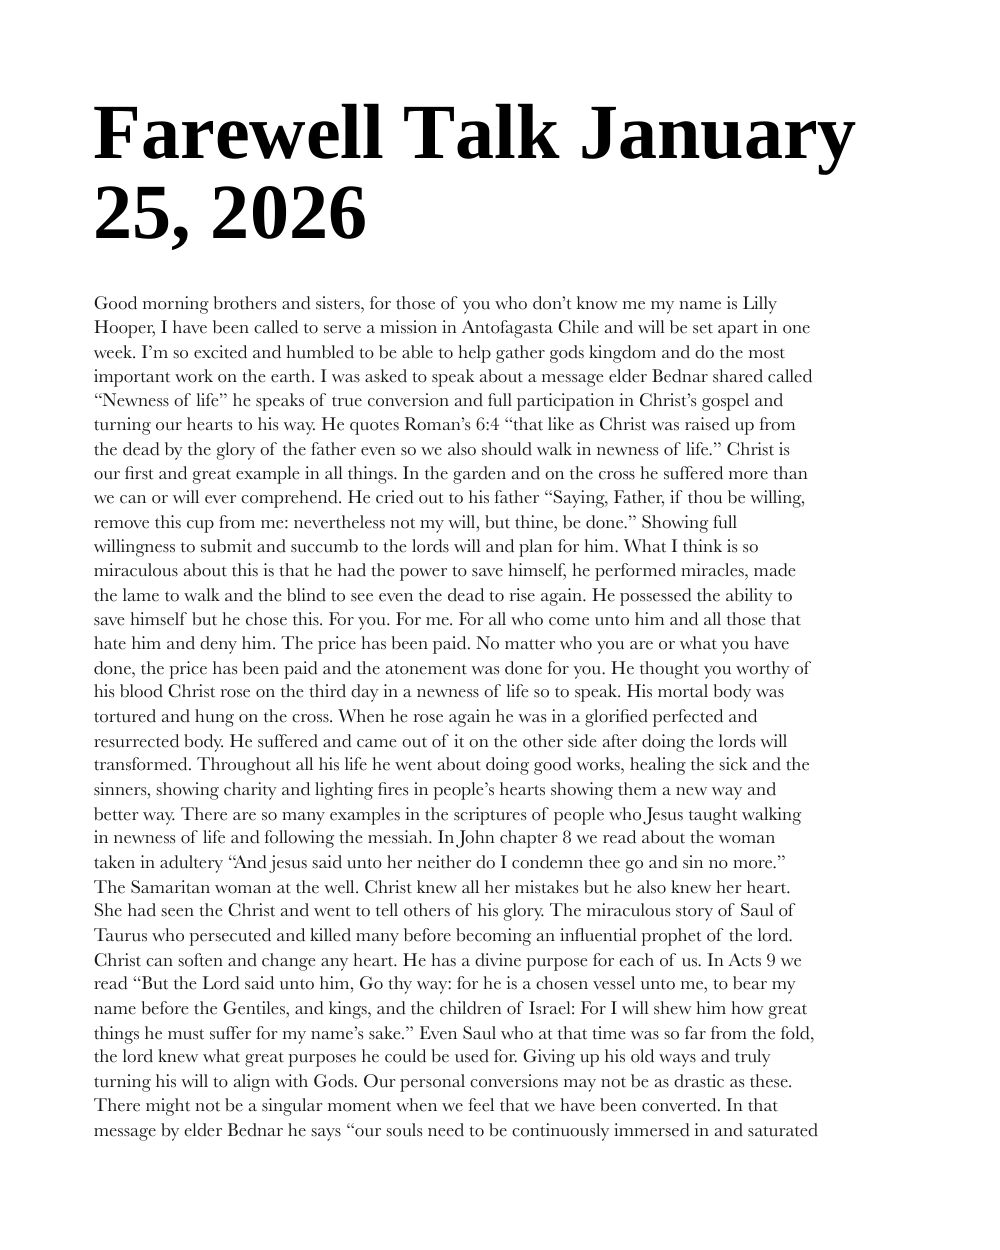 Farewell Talk January
25, 2026
Good morning brothers and sisters, for those of you who don’t know me my name is Lilly
Hooper, I have been called to serve a mission in Antofagasta Chile and will be set apart in one
week. I’m so excited and humbled to be able to help gather gods kingdom and do the most
important work on the earth. I was asked to speak about a message elder Bednar shared called
“Newness of life” he speaks of true conversion and full participation in Christ’s gospel and
turning our hearts to his way. He quotes Roman’s 6:4 “that like as Christ was raised up from
the dead by the glory of the father even so we also should walk in newness of life.” Christ is
our first and great example in all things. In the garden and on the cross he suffered more than
we can or will ever comprehend. He cried out to his father “Saying, Father, if thou be willing,
remove this cup from me: nevertheless not my will, but thine, be done.” Showing full
willingness to submit and succumb to the lords will and plan for him. What I think is so
miraculous about this is that he had the power to save himself, he performed miracles, made
the lame to walk and the blind to see even the dead to rise again. He possessed the ability to
save himself but he chose this. For you. For me. For all who come unto him and all those that
hate him and deny him. The price has been paid. No matter who you are or what you have
done, the price has been paid and the atonement was done for you. He thought you worthy of
his blood Christ rose on the third day in a newness of life so to speak. His mortal body was
tortured and hung on the cross. When he rose again he was in a glorified perfected and
resurrected body. He suffered and came out of it on the other side after doing the lords will
transformed. Throughout all his life he went about doing good works, healing the sick and the
sinners, showing charity and lighting fires in people’s hearts showing them a new way and
better way. There are so many examples in the scriptures of people who Jesus taught walking
in newness of life and following the messiah. In John chapter 8 we read about the woman
taken in adultery “And jesus said unto her neither do I condemn thee go and sin no more.”
The Samaritan woman at the well. Christ knew all her mistakes but he also knew her heart.
She had seen the Christ and went to tell others of his glory. The miraculous story of Saul of
Taurus who persecuted and killed many before becoming an influential prophet of the lord.
Christ can soften and change any heart. He has a divine purpose for each of us. In Acts 9 we
read “But the Lord said unto him, Go thy way: for he is a chosen vessel unto me, to bear my
name before the Gentiles, and kings, and the children of Israel: For I will shew him how great
things he must suffer for my name’s sake.” Even Saul who at that time was so far from the fold,
the lord knew what great purposes he could be used for. Giving up his old ways and truly
turning his will to align with Gods. Our personal conversions may not be as drastic as these.
There might not be a singular moment when we feel that we have been converted. In that
message by elder Bednar he says “our souls need to be continuously immersed in and saturated